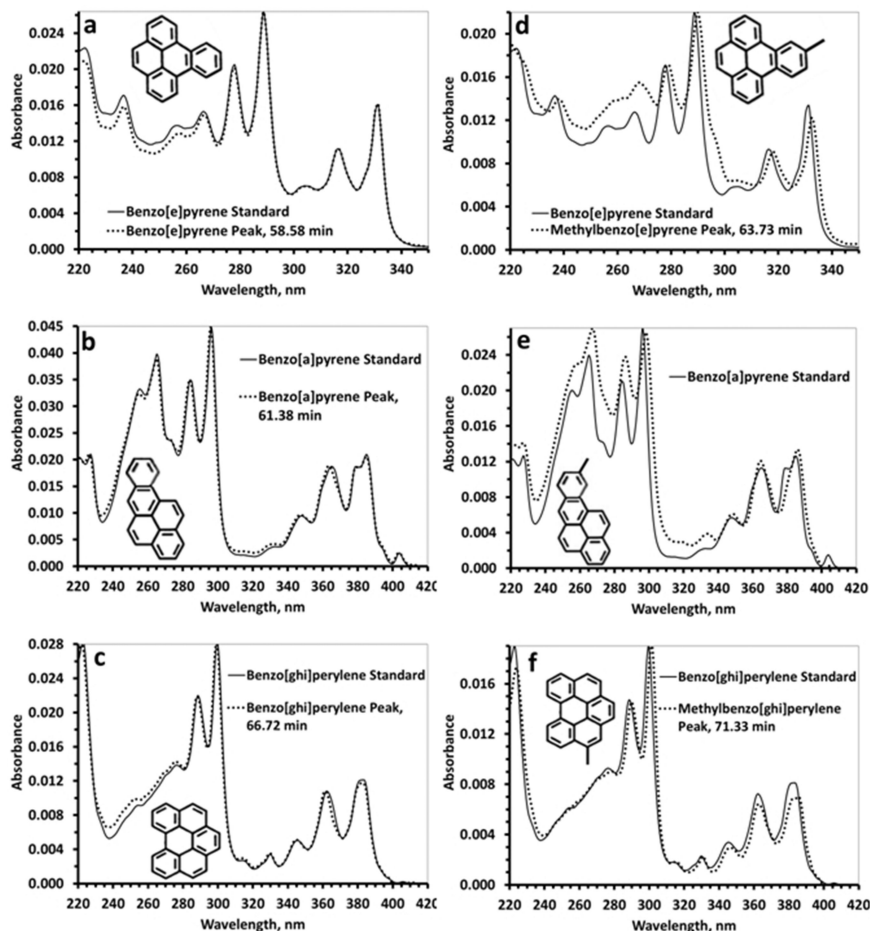 a
Absorbance
0.024
0.020
0.016
0.012
0.008
0.004
0.000
Benzo[e]pyrene Standard
Benzo[e]pyrene Peak, 58.58 min
220 240 260 280 300 320 340
Wavelength, nm
d
Absorbance
0.020
0.016
0.012
0.008
0.004
0.000
Benzo[e]pyrene Standard
Methylbenzo[e]pyrene Peak, 63.73 min
220 240 260 280 300 320 340
Wavelength, nm
b
Absorbance
0.045
0.040
0.035
0.030
0.025
0.020
0.015
0.010
0.005
0.000
Benzo[a]pyrene Standard
Benzo[a]pyrene Peak,
61.38 min
220 240 260 280 300 320 340 360 380 400 420
Wavelength, nm
e
Absorbance
0.024
0.020
0.016
0.012
0.008
0.004
0.000
Benzo[a]pyrene Standard
220 240 260 280 300 320 340 360 380 400 420
Wavelength, nm
c
Absorbance
0.028
0.024
0.020
0.016
0.012
0.008
0.004
0.000
Benzo[ghi]perylene Standard
Benzo[ghi]perylene Peak,
66.72 min
220 240 260 280 300 320 340 360 380 400 420
Wavelength, nm
f
Absorbance
0.016
0.012
0.008
0.004
0.000
Benzo[ghi]perylene Standard
Methylbenzo[ghi]perylene
Peak, 71.33 min
220 240 260 280 300 320 340 360 380 400 420
Wavelength, nm